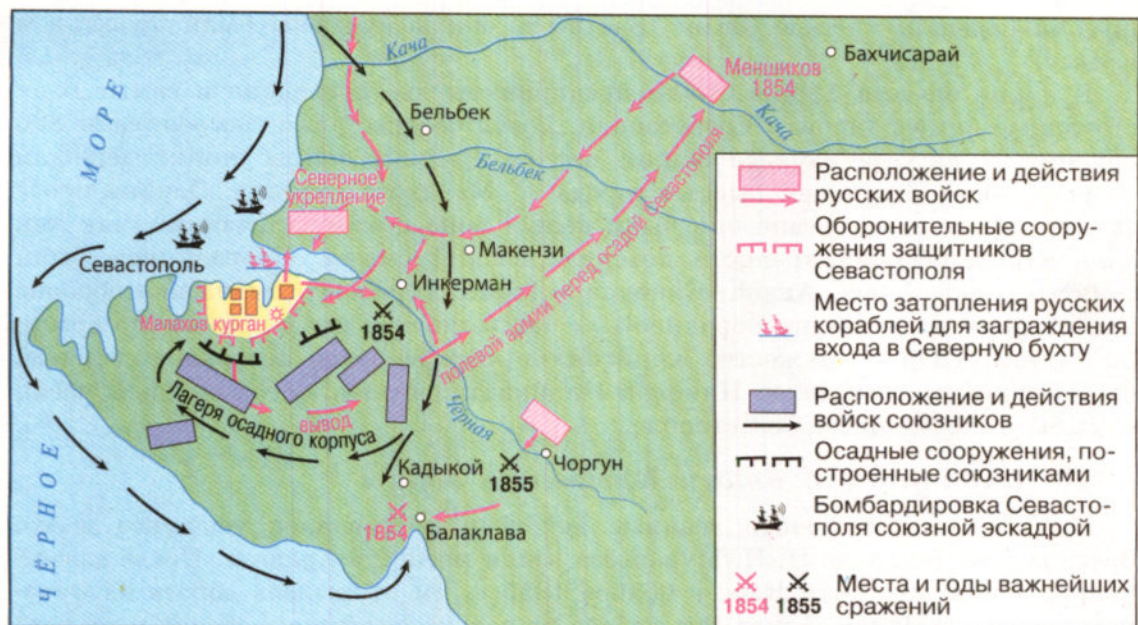 Кача
Бахчисарай
Меншиков
1854
Кача
Бельбек
Бельбек
МОРЕ
Северное
укрепление
Севастополь
Макензи
Инкерман
Малахов курган
1854
полевой армии перед осадой Севастополя
Лагеря осадного корпуса
вывод
Чёрная
Чоргун
Кадыкой
1855
1854
Балаклава
ЧЁРНОЕ
Расположение и действия
русских войск
Оборонительные соору-
жения защитников
Севастополя
Место затопления русских
кораблей для заграждения
входа в Северную бухту
Расположение и действия
войск союзников
Осадные сооружения, по-
строенные союзниками
Бомбардировка Севасто-
поля союзной эскадрой
1854 1855
Места и годы важнейших
сражений